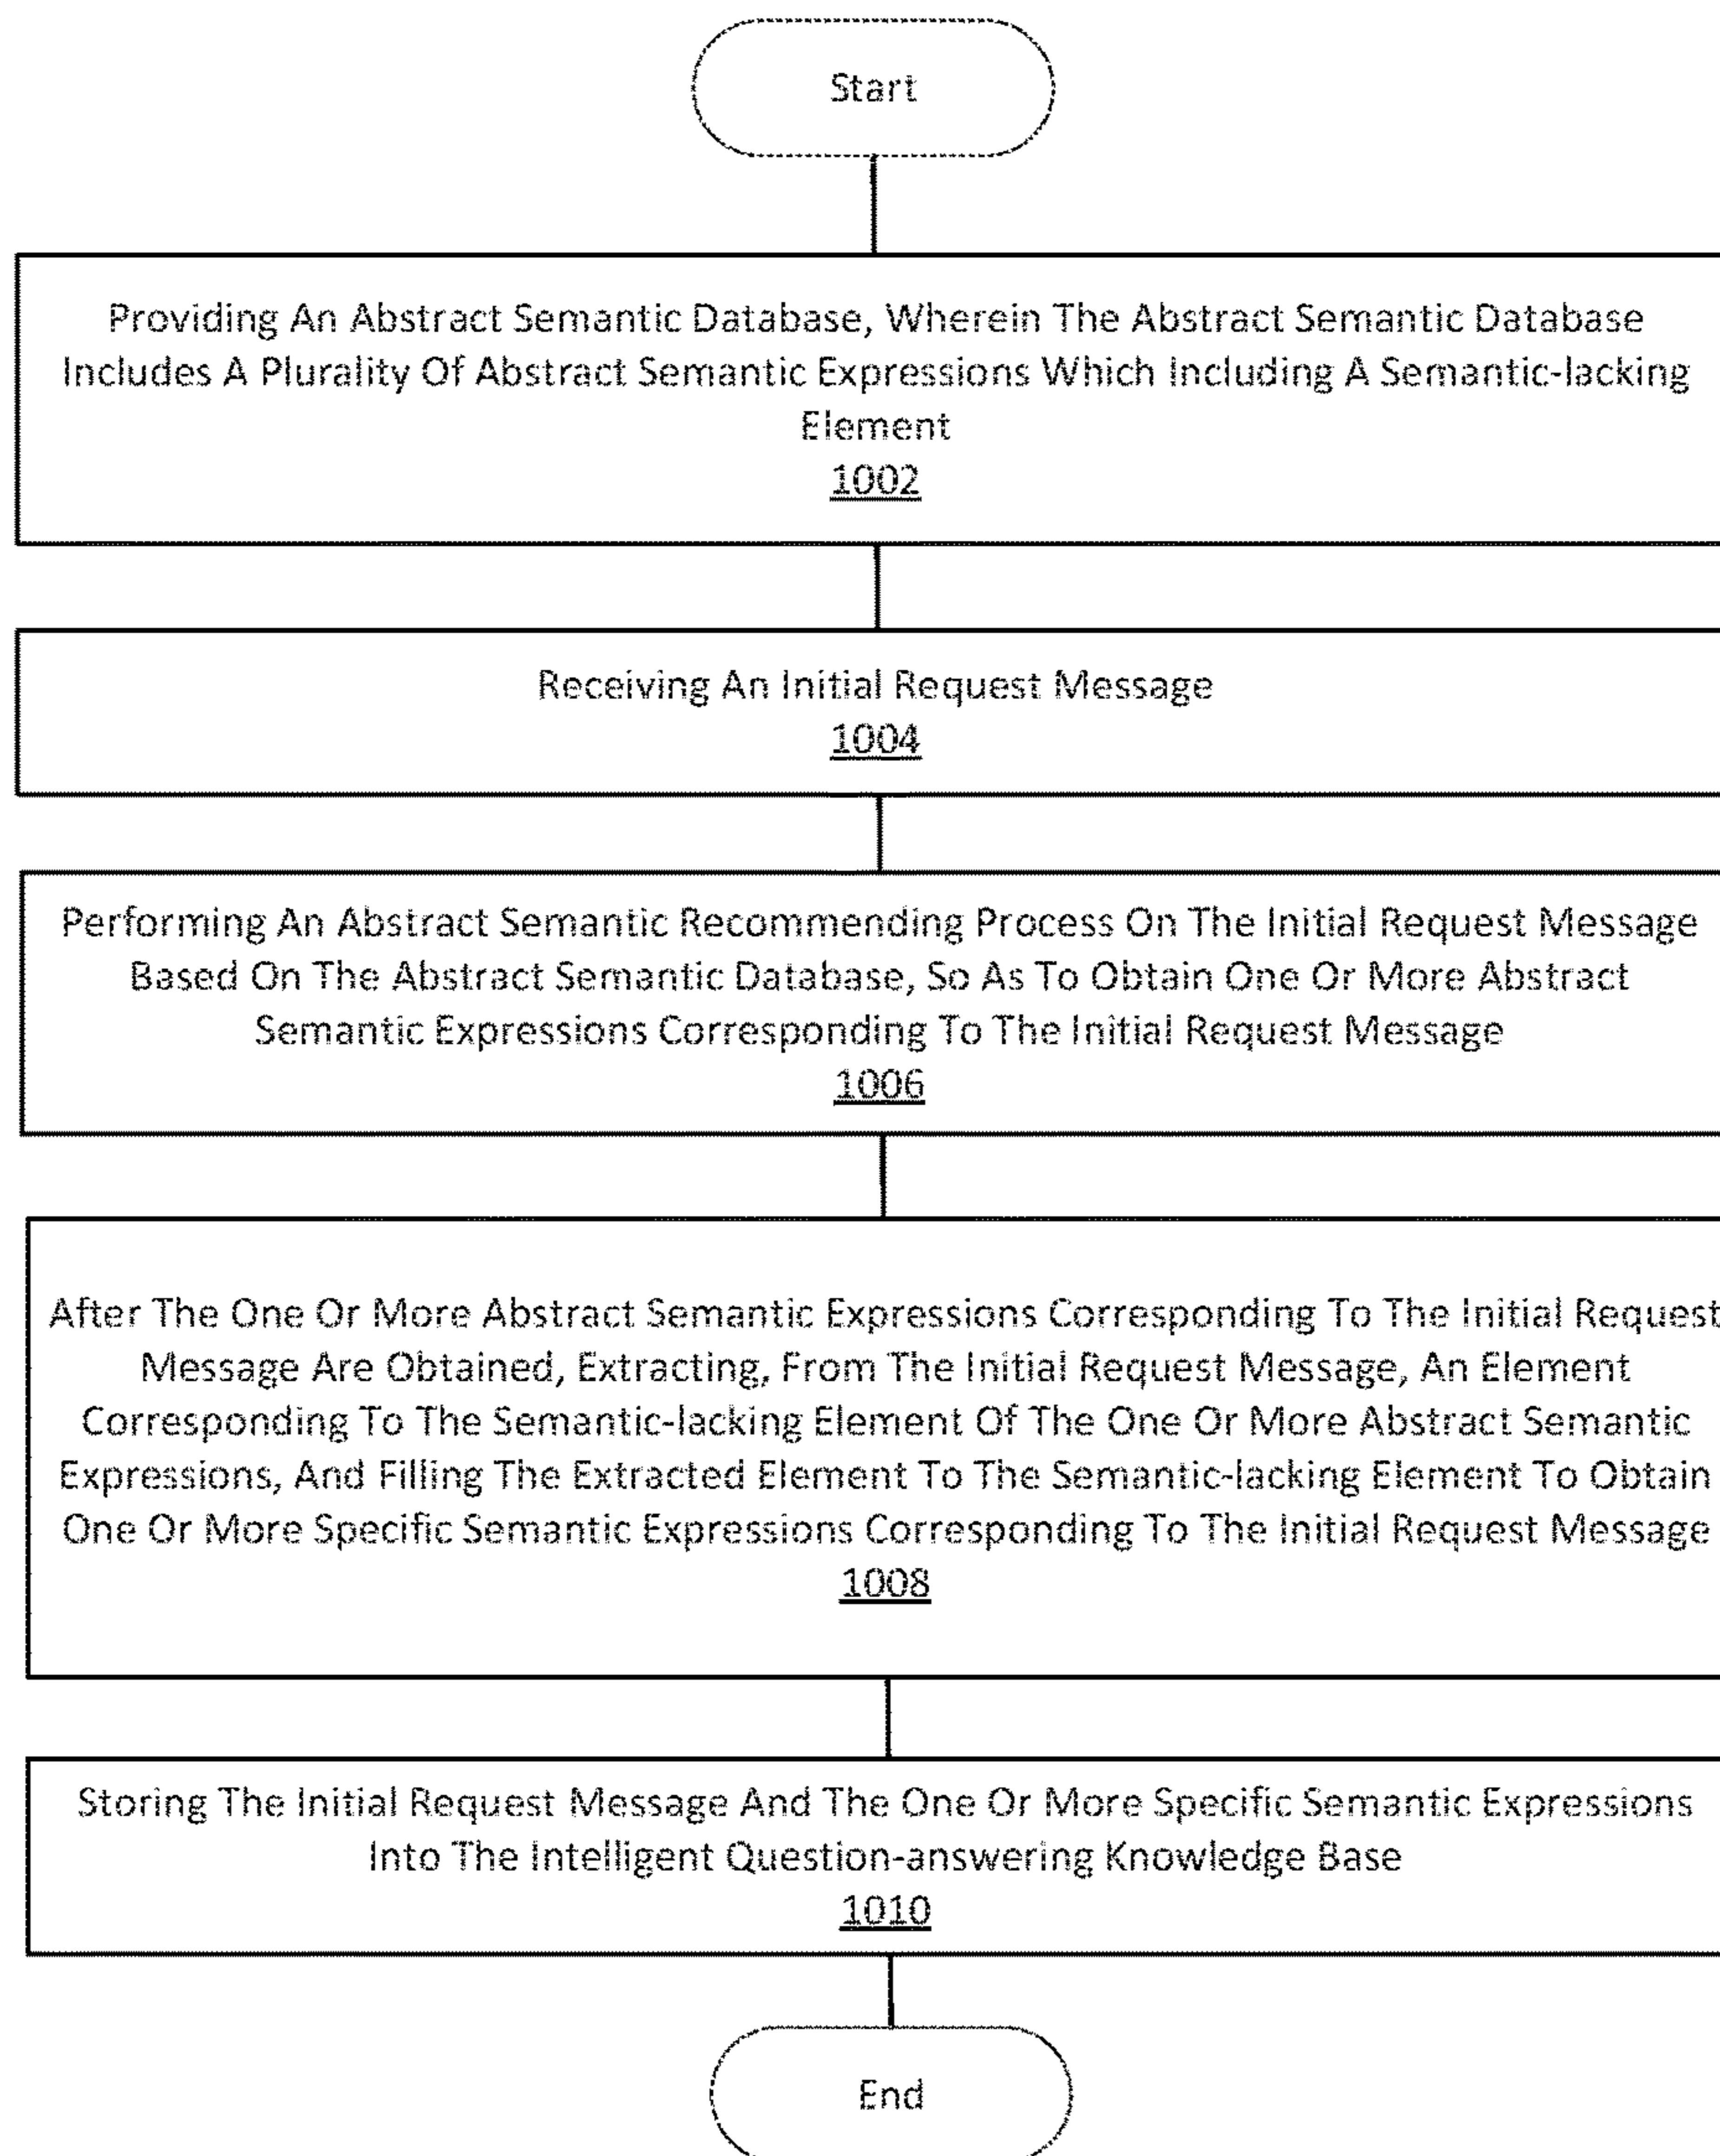 Start
Providing An Abstract Semantic Database, Wherein The Abstract Semantic Database
Includes A Plurality Of Abstract Semantic Expressions Which Including A Semantic-lacking
Element
1002
Receiving An Initial Request Message
1004
Performing An Abstract Semantic Recommending Process On The Initial Request Message
Based On The Abstract Semantic Database, So As To Obtain One Or More Abstract
Semantic Expressions Corresponding To The Initial Request Message
1006
After The One Or More Abstract Semantic Expressions Corresponding To The Initial Request
Message Are Obtained, Extracting, From The Initial Request Message, An Element
Corresponding To The Semantic-lacking Element Of The One Or More Abstract Semantic
Expressions, And Filling The Extracted Element To The Semantic-lacking Element To Obtain
One Or More Specific Semantic Expressions Corresponding To The Initial Request Message
1008
Storing The Initial Request Message And The One Or More Specific Semantic Expressions
Into The Intelligent Question-answering Knowledge Base
1010
End